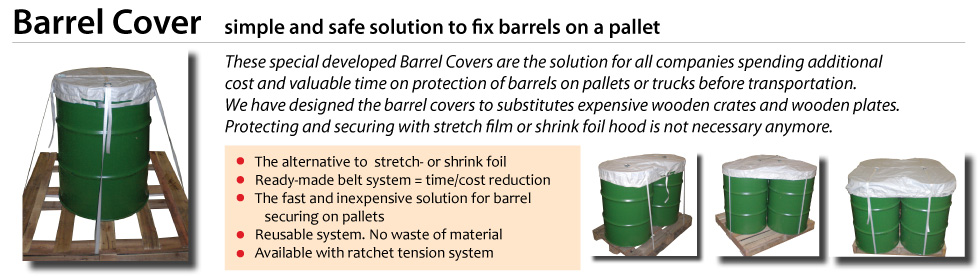 Barrel Cover simple and safe solution to fix barrels on a pallet
These special developed Barrel Covers are the solution for all companies spending additional
cost and valuable time on protection of barrels on pallets or trucks before transportation.
We have designed the barrel covers to substitutes expensive wooden crates and wooden plates.
Protecting and securing with stretch film or shrink foil hood is not necessary anymore.
• The alternative to stretch- or shrink foil
• Ready-made belt system = time/cost reduction
• The fast and inexpensive solution for barrel
securing on pallets
• Reusable system. No waste of material
• Available with ratchet tension system